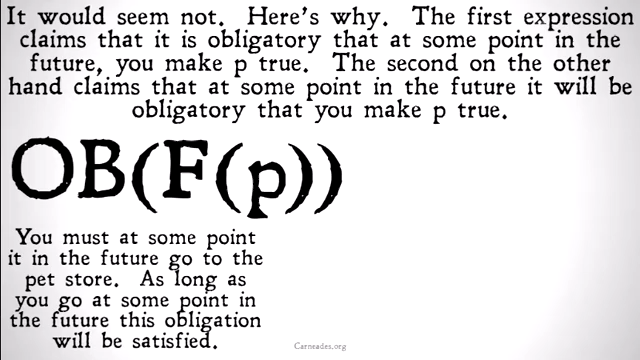 It would seem not. Here's why. The first expression
claims that it is obligatory that at some point in the
future, you make p true. The second on the other
hand claims that at some point in the future it will be
obligatory that you make p true.
OB(F(p))
You must at some point
it in the future go to the
pet store. As long as
you go at some point in
the future this obligation
will be satisfied.
Carneades.org